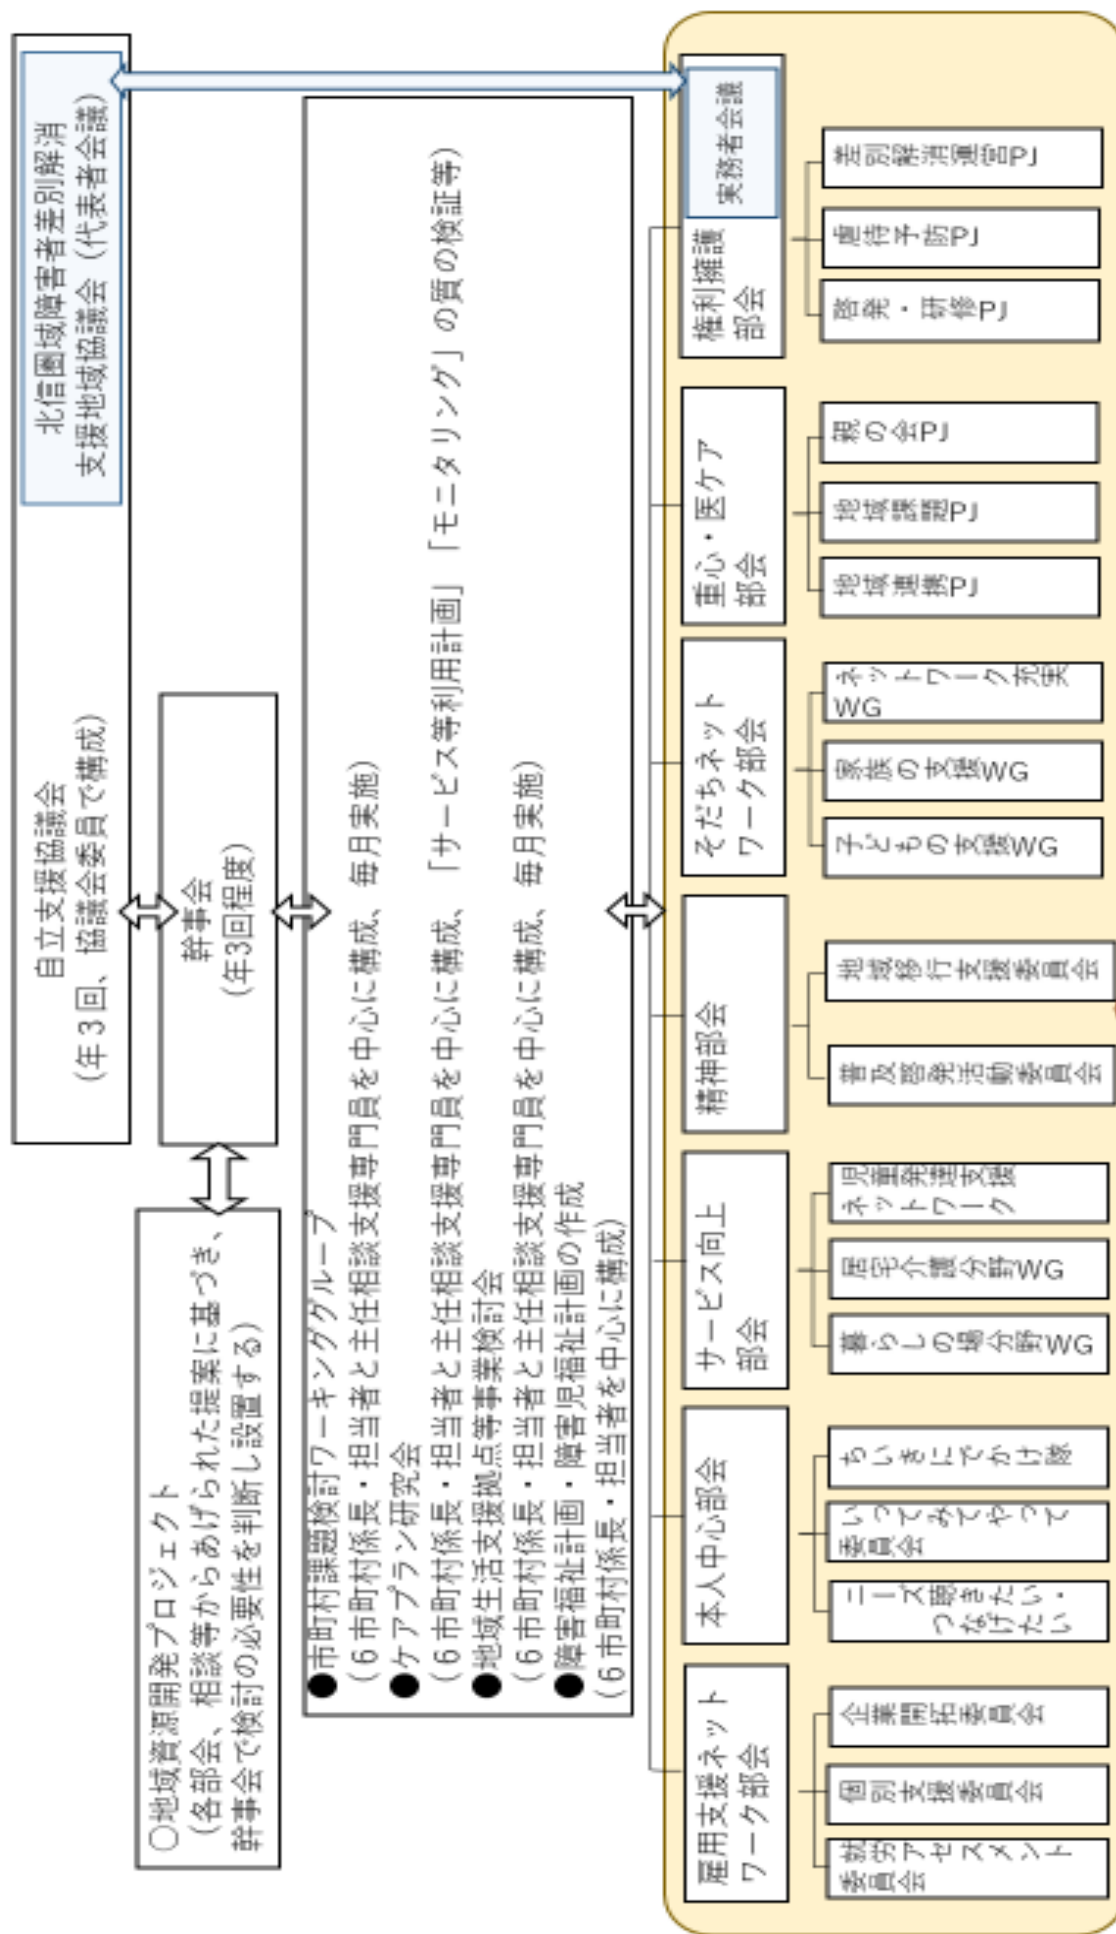 自立支援協議会
(年３回、協議会委員で構成)
北信圏域障害者差別解消
支援地域協議会（代表者会議）
〇地域資源開発プロジェクト
(各部会、相談等からあげられた提案に基づき、
幹事会で検討の必要性を判断し設置する)
幹事会
(年3回程度)
●市町村課題検討ワーキンググループ
(６市町村係長・担当者と主任相談支援専門員を中心に構成、毎月実施)
●ケアプラン研究会
(６市町村係長・担当者と主任相談支援専門員を中心に構成、「サービス等利用計画」「モニタリング」の質の検証等)
●地域生活支援拠点等事業検討会
(６市町村係長・担当者と主任相談支援専門員を中心に構成、毎月実施)
●障害福祉計画・障害児福祉計画の作成
(６市町村係長・担当者を中心に構成)
雇用支援ネット
ワーク部会
就労アセスメント
委員会
個別支援委員会
企業開拓委員会
本人中心部会
ニーズ聴きたい・
つなげたい
いってみてやって
委員会
ちいきにでかけ隊
サービス向上
部会
暮らしの場分野WG
居宅介護分野WG
児童発達支援
ネットワーク
精神部会
普及啓発活動委員会
地域移行支援委員会
そだちネット
ワーク部会
子どもの支援WG
家族の支援WG
ネットワーク充実
WG
重心・医ケア
部会
地域連携PJ
地域課題PJ
親の会PJ
権利擁護
部会
実務者会議
啓発・研修PJ
虐待予防PJ
差別解消運営PJ